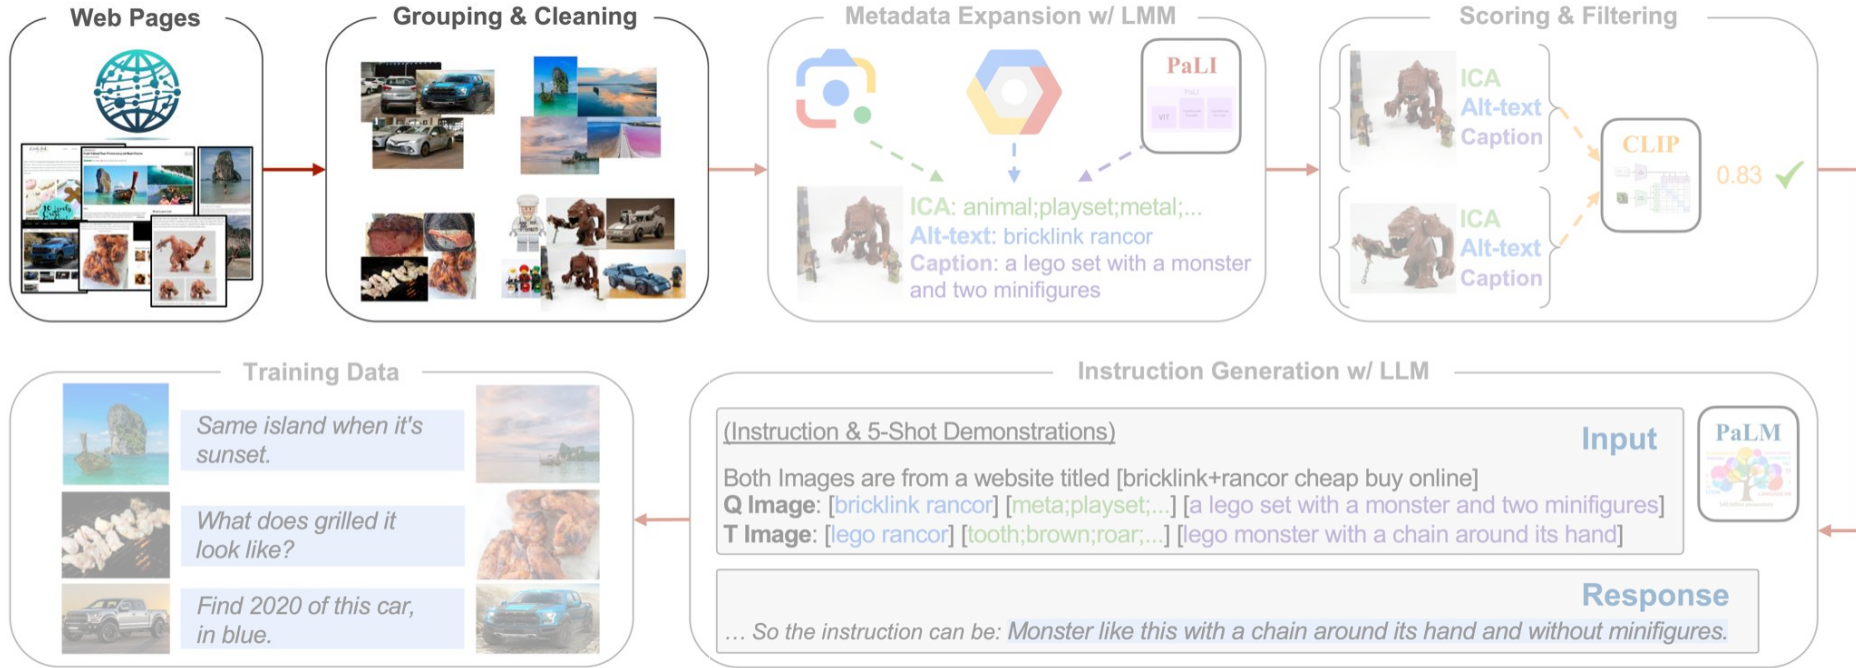 Web Pages
Grouping & Cleaning
Metadata Expansion w/ LMM
PaLI
PaLI
ViT
ICA: animal;playset;metal;...
Alt-text: bricklink rancor
Caption: a lego set with a monster
and two minifigures
Scoring & Filtering
ICA
Alt-text
Caption
ICA
Alt-text
Caption
CLIP
0.83
Training Data
Same island when it's
sunset.
What does grilled it
look like?
Find 2020 of this car,
in blue.
Instruction Generation w/ LLM
(Instruction & 5-Shot Demonstrations)
Input
Both Images are from a website titled [bricklink+rancor cheap buy online]
Q Image: [bricklink rancor] [meta;playset;...] [a lego set with a monster and two minifigures]
T Image: [lego rancor] [tooth;brown;roar;...] [lego monster with a chain around its hand]
PaLM
Response
... So the instruction can be: Monster like this with a chain around its hand and without minifigures.